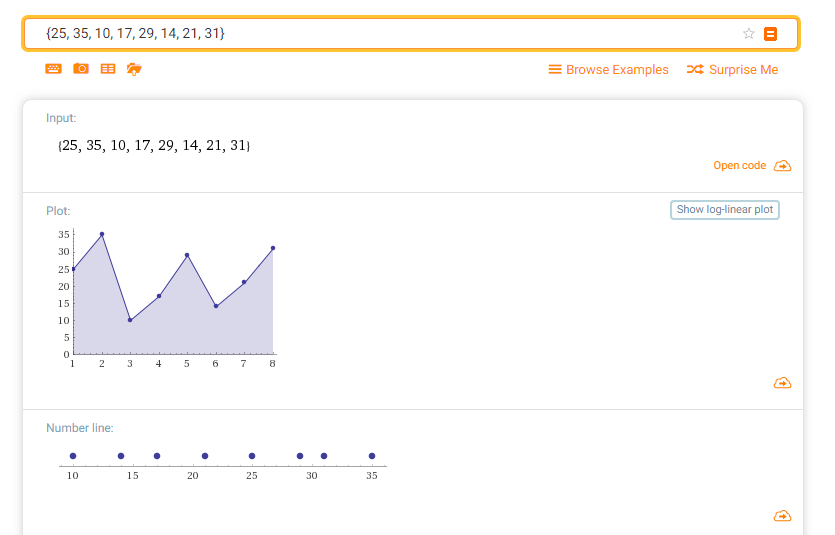 {25, 35, 10, 17, 29, 14, 21, 31}
Browse Examples Surprise Me
Input:
{25, 35, 10, 17, 29, 14, 21, 31}
Open code
Plot:
Show log-linear plot
35
30
25
20
15
10
5
0
1 2 3 4 5 6 7 8
Number line:
10 15 20 25 30 35